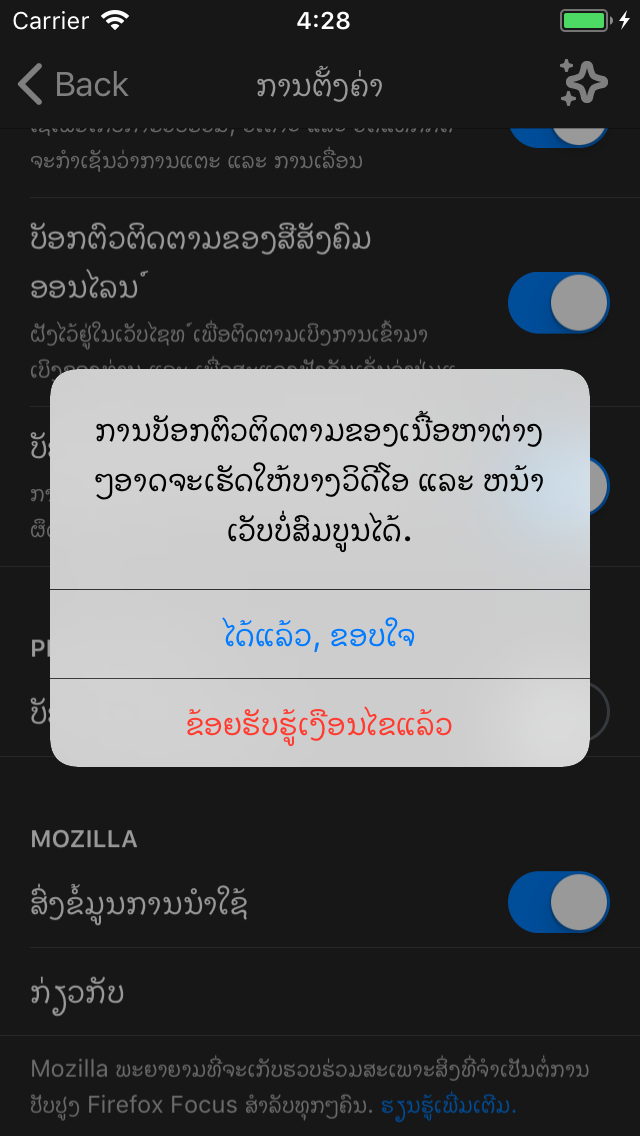 Carrier 4:28
Back ການຕັ້ງຄ່າ
ຈະກຳເຊັນວ່າການແຕະ ແລະ ການເລື່ອນ
ບັອກຕົວຕິດຕາມຂອງສືສັງຄົມ
ອອນໄລນ໌
ຝັງໄວ້ຢູ່ໃນເວັບໄຊທ໌ເພື່ອຕິດຕາມເບິງການເຂົ້າມາ
ການບັອກຕົວຕິດຕາມຂອງເນື້ອຫາຕ່າງ
ໆອາດຈະເຮັດໃຫ້ບາງວິດີໂອ ແລະ ຫນ້າ
ເວັບບໍ່ສົມບູນໄດ້.
ໄດ້ແລ້ວ, ຂອບໃຈ
ຂ້ອຍຮັບຮູ້ເງື່ອນໄຂແລ້ວ
MOZILLA
ສົ່ງຂໍ້ມູນການນຳໃຊ້
ກ່ຽວກັບ
Mozilla ພະຍາຍາມທີ່ຈະເກັບຮວບຮ່ວມສະເພາະສິ່ງທີ່ຈຳເປັນຕໍ່ການ
ປັບປູງ Firefox Focus ສຳລັບທຸກໆຄົນ. ຮຽນຮູ້ເພີ່ມເຕີມ.